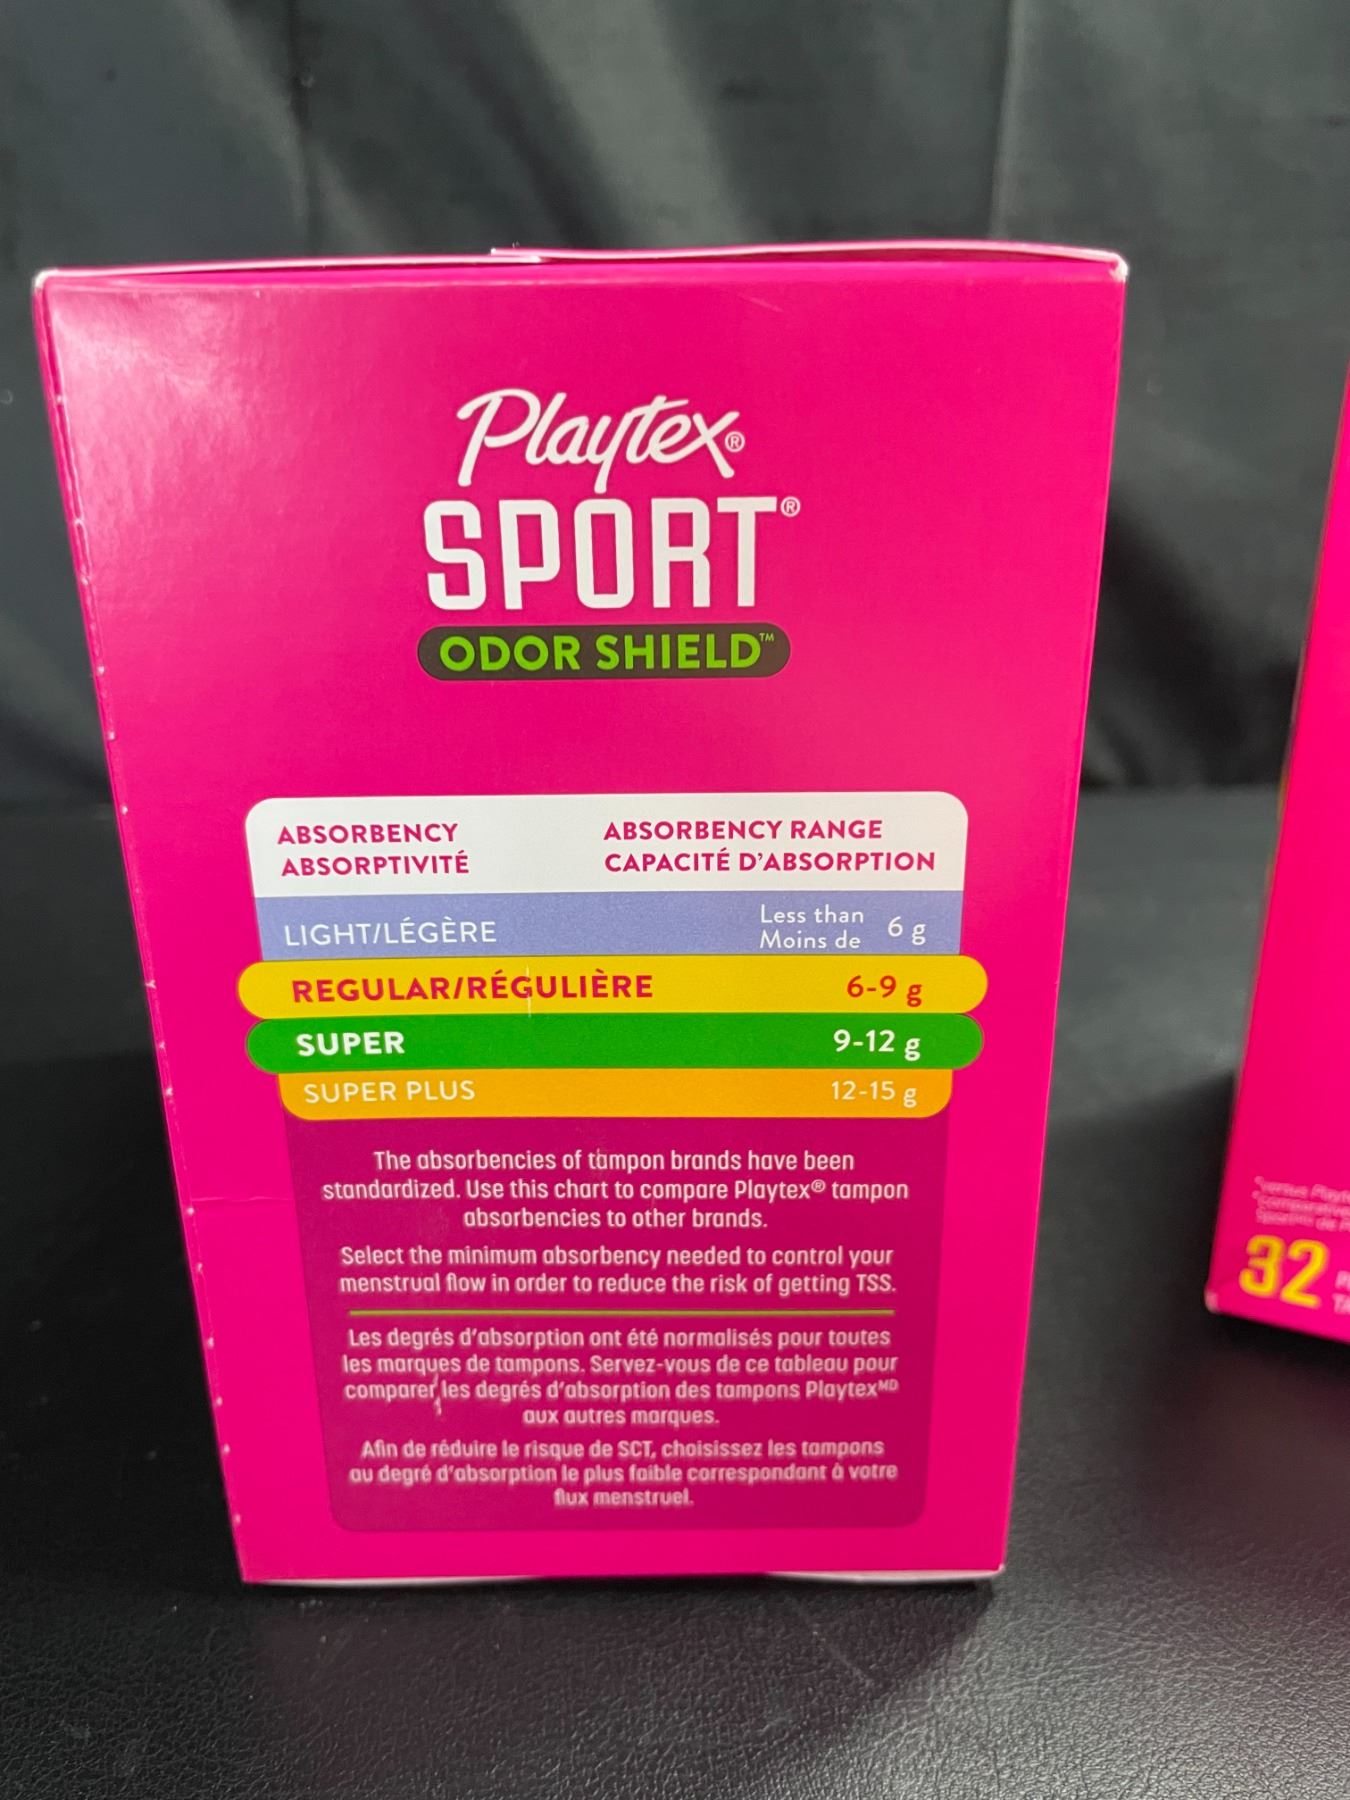 Playtex®
SPORT®
ODOR SHIELD™
ABSORBENCY ABSORBENCY RANGE
ABSORPTIVITÉ CAPACITÉ D'ABSORPTION
LIGHT/LÉGÈRE Less than Moins de 6 g
REGULAR/RÉGULIÈRE 6-9 g
SUPER 9-12 g
SUPER PLUS 12-15 g
The absorbencies of tampon brands have been
standardized. Use this chart to compare Playtex® tampon
absorbencies to other brands.
Select the minimum absorbency needed to control your
menstrual flow in order to reduce the risk of getting TSS.
Les degrés d'absorption ont été normalisés pour toutes
les marques de tampons. Servez-vous de ce tableau pour
comparer les degrés d'absorption des tampons Playtexᴹᴰ
aux autres marques.
Afin de réduire le risque de SCT, choisissez les tampons
au degré d'absorption le plus faible correspondant à votre
flux menstruel.
32